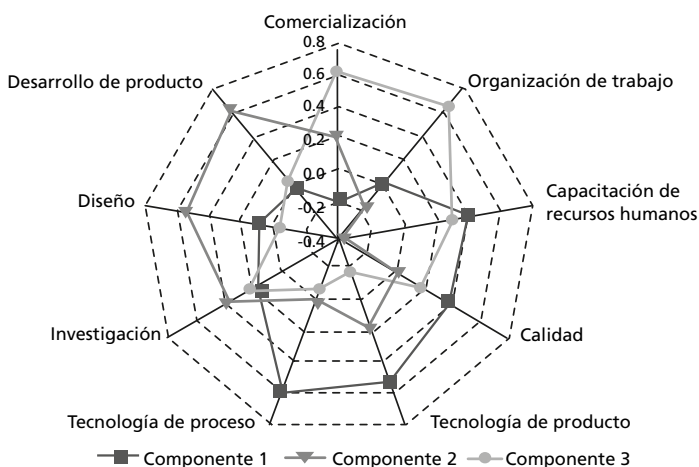 Comercialización
0.8
Desarrollo de producto
Organización de trabajo
0.6
0.4
0.2
0.0
Diseño
Capacitación de
recursos humanos
-0.2
-0.4
Investigación
Calidad
Tecnología de proceso
Tecnología de producto
Componente 1
Componente 2
Componente 3